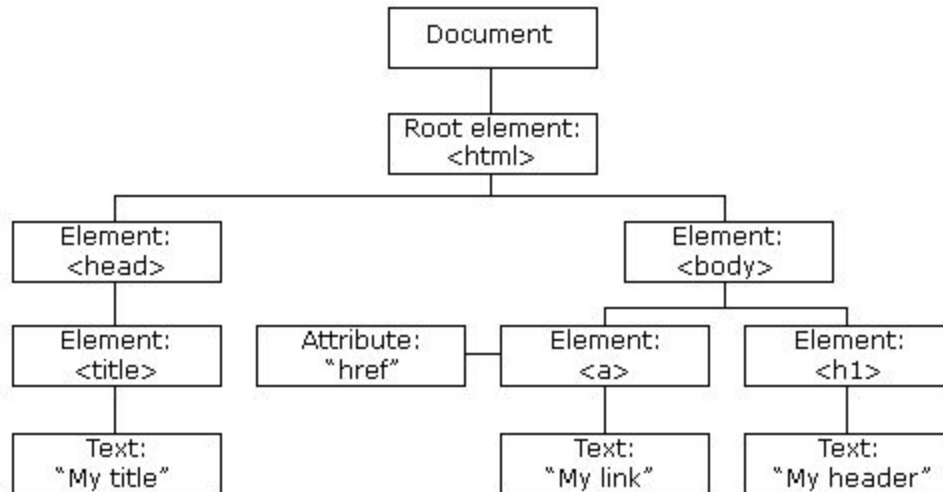 Document
Root element:
<html>
Element:
<head>
Element:
<body>
Element:
<title>
Attribute:
“href”
Element:
<a>
Element:
<h1>
Text:
“My title”
Text:
“My link”
Text:
“My header”